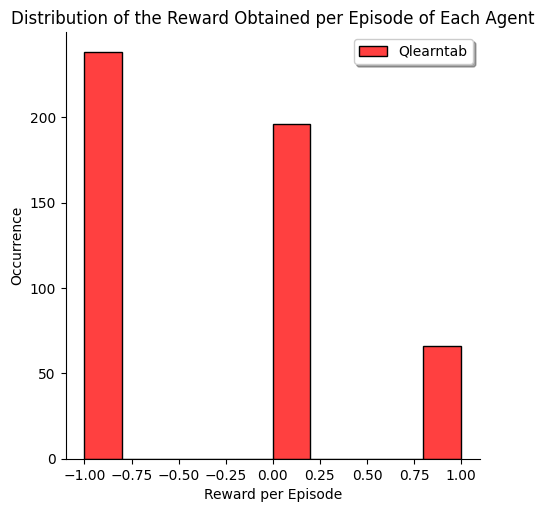 Distribution of the Reward Obtained per Episode of Each Agent
Qlearntab
Occurrence
200
150
100
50
0
−1.00 −0.75 −0.50 −0.25 0.00 0.25 0.50 0.75 1.00
Reward per Episode